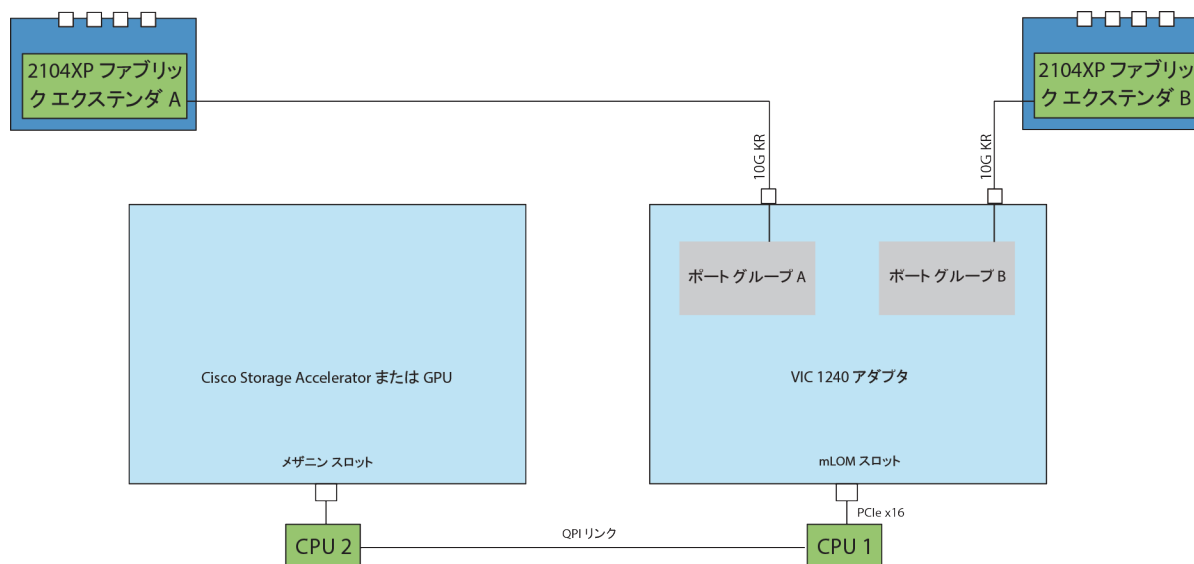 2104XP ファブリッ
ク エクステンダ A
2104XP ファブリッ
ク エクステンダ B
10G KR
10G KR
ポート グループ A
ポート グループ B
Cisco Storage Accelerator または GPU
VIC 1240 アダプタ
メザニン スロット
mLOM スロット
PCIe x16
QPI リンク
CPU 2
CPU 1